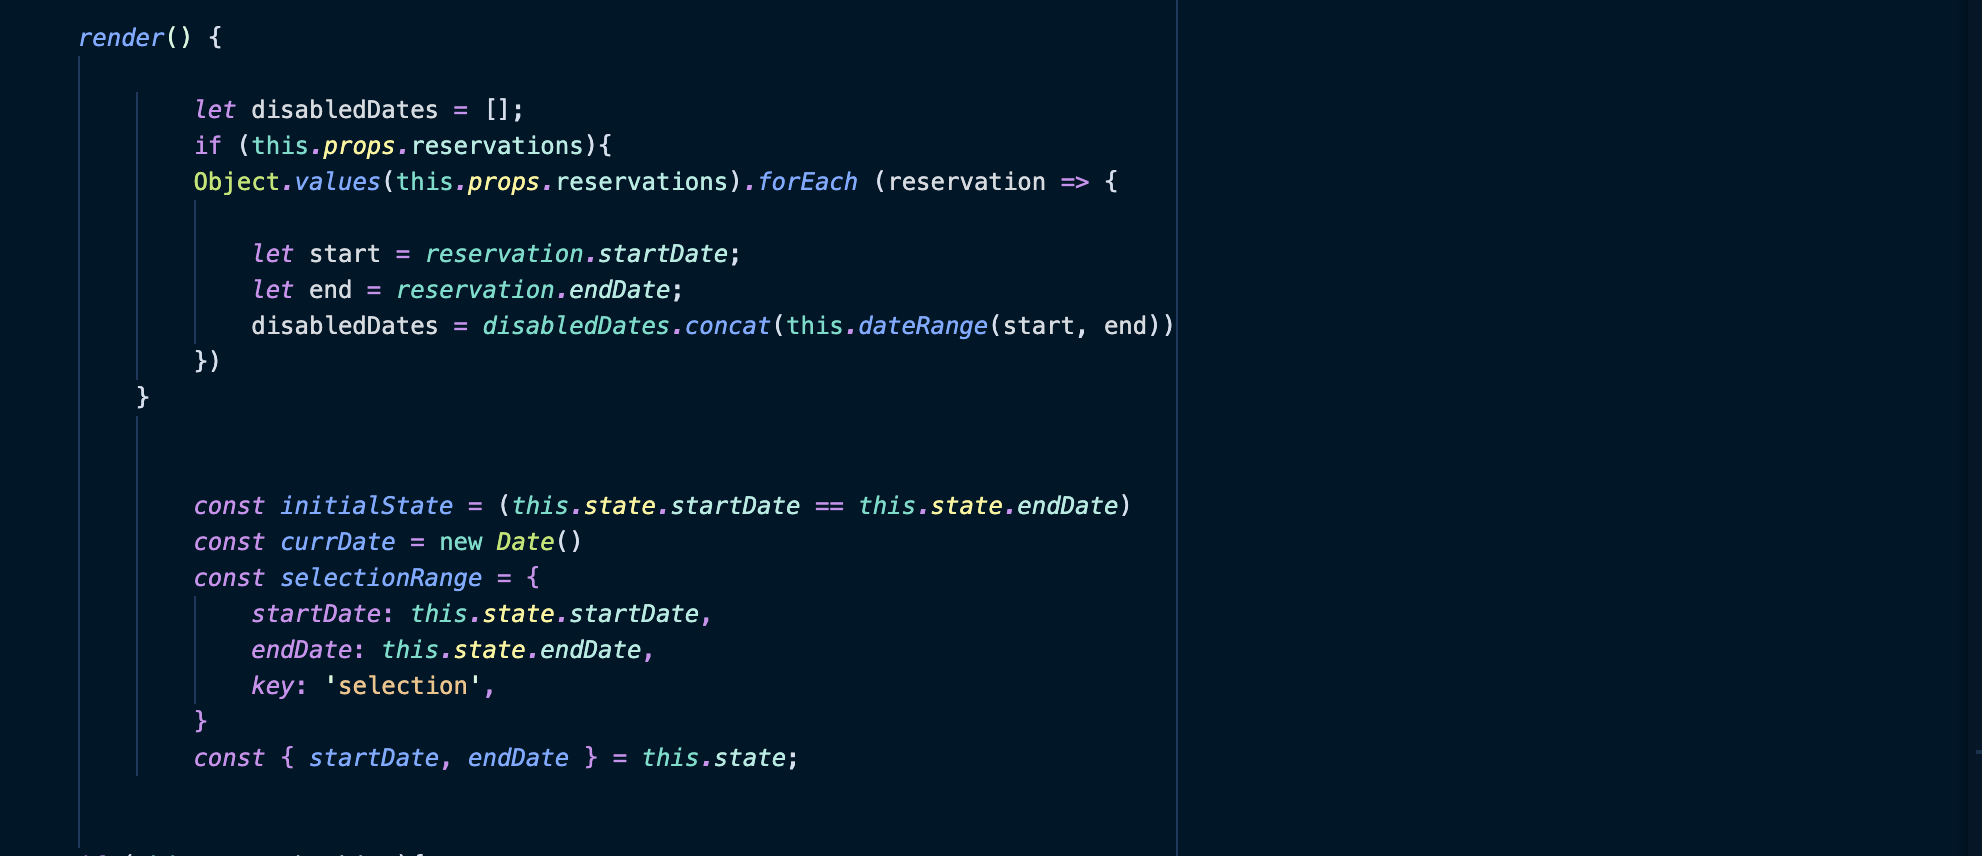 render() {
let disabledDates = [];
if (this.props.reservations){
Object.values(this.props.reservations).forEach (reservation => {
let start = reservation.startDate;
let end = reservation.endDate;
disabledDates = disabledDates.concat(this.dateRange(start, end))
})
}
const initialState = (this.state.startDate == this.state.endDate)
const currDate = new Date()
const selectionRange = {
startDate: this.state.startDate,
endDate: this.state.endDate,
key: 'selection',
}
const { startDate, endDate } = this.state;